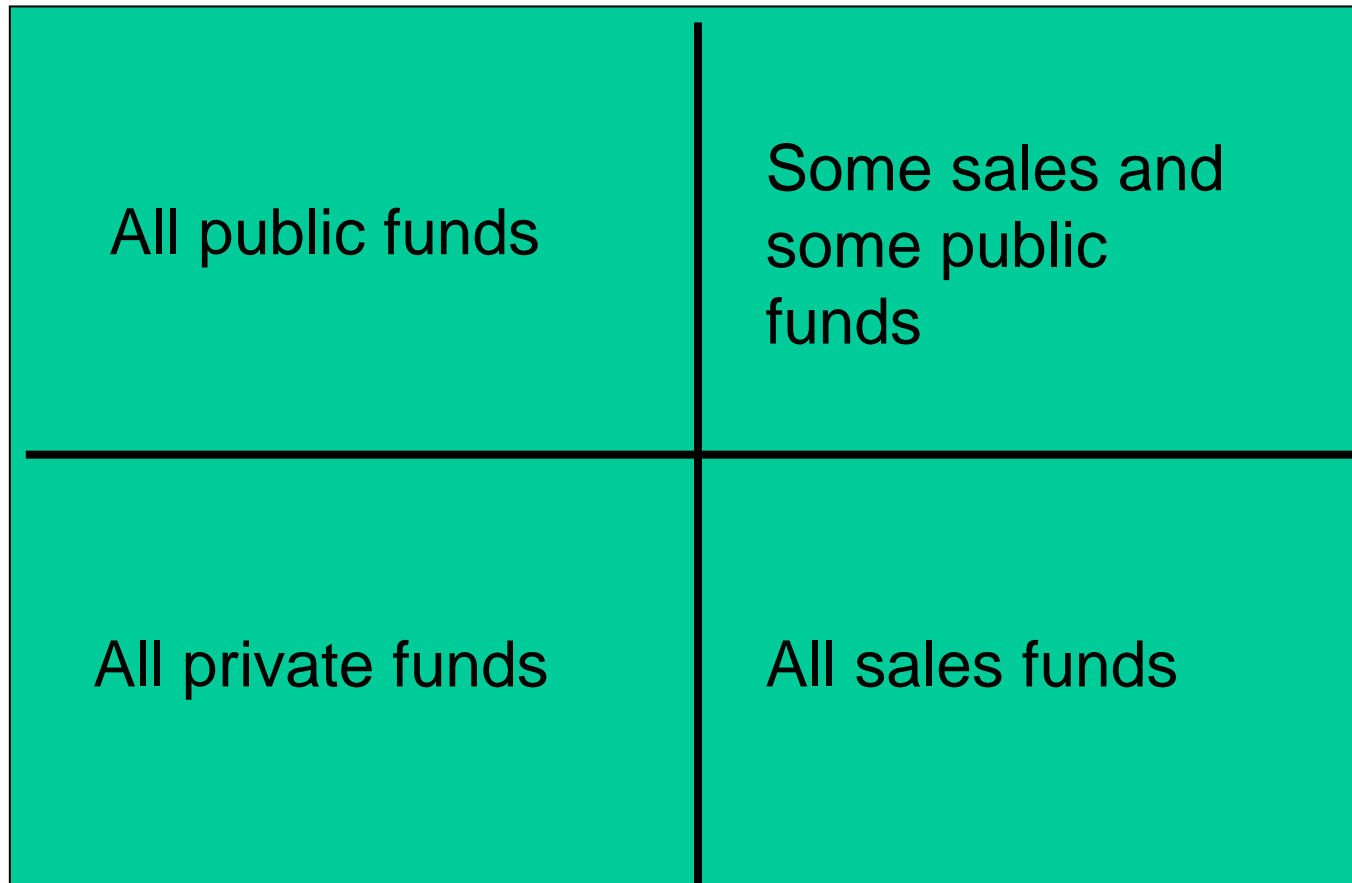 All public funds
Some sales and
some public
funds
All private funds
All sales funds